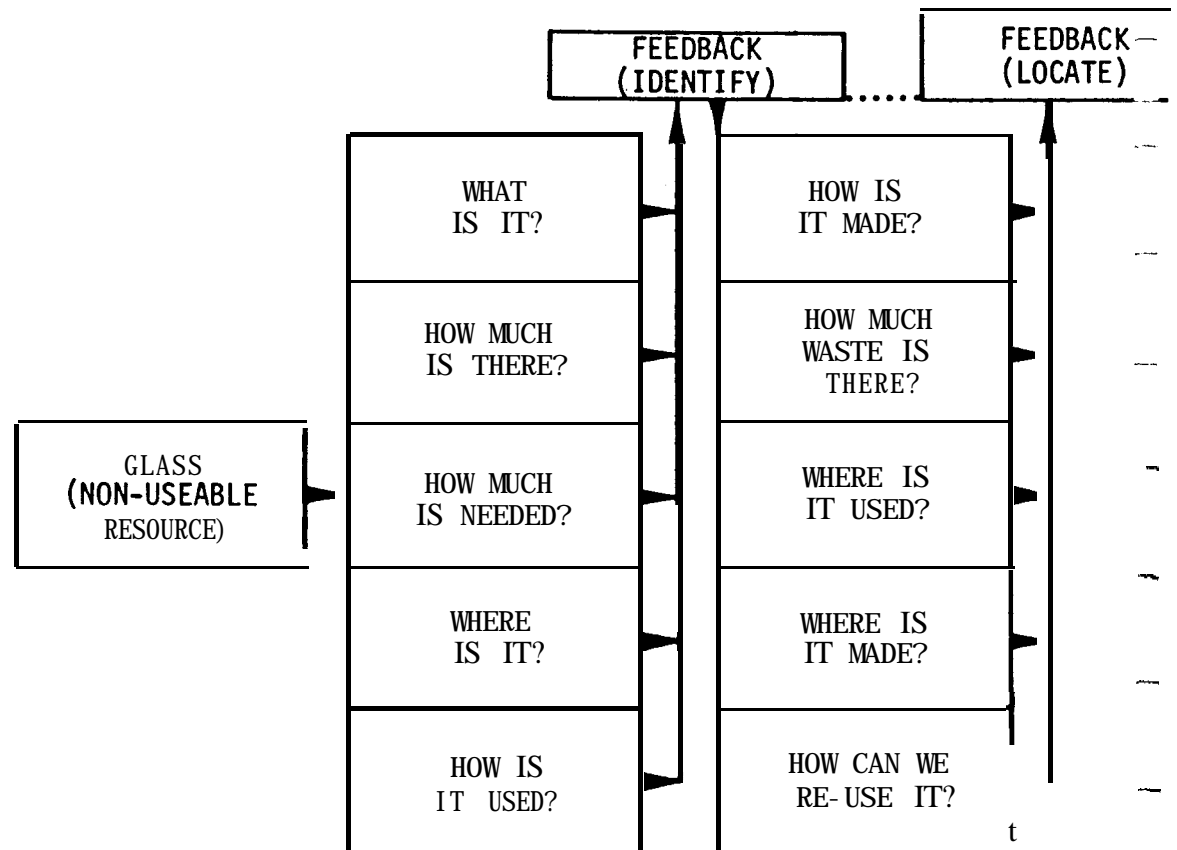 FEEDBACK
(IDENTIFY)
FEEDBACK
(LOCATE)
WHAT
IS IT?
HOW IS
IT MADE?
HOW MUCH
IS THERE?
HOW MUCH
WASTE IS
THERE?
GLASS
(NON-USEABLE
RESOURCE)
HOW MUCH
IS NEEDED?
WHERE IS
IT USED?
WHERE
IS IT?
WHERE IS
IT MADE?
HOW IS
IT USED?
HOW CAN WE
RE-USE IT?
t